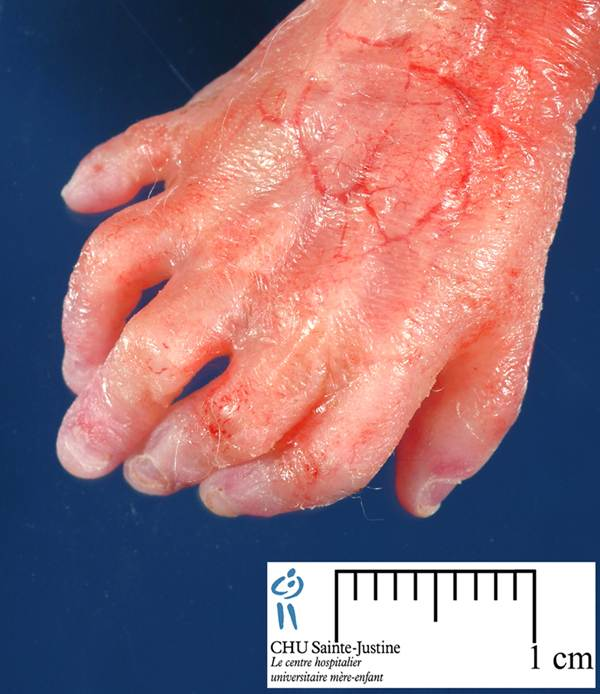 CHU Sainte-Justine
Le centre hospitalier
universitaire mère-enfant
1 cm